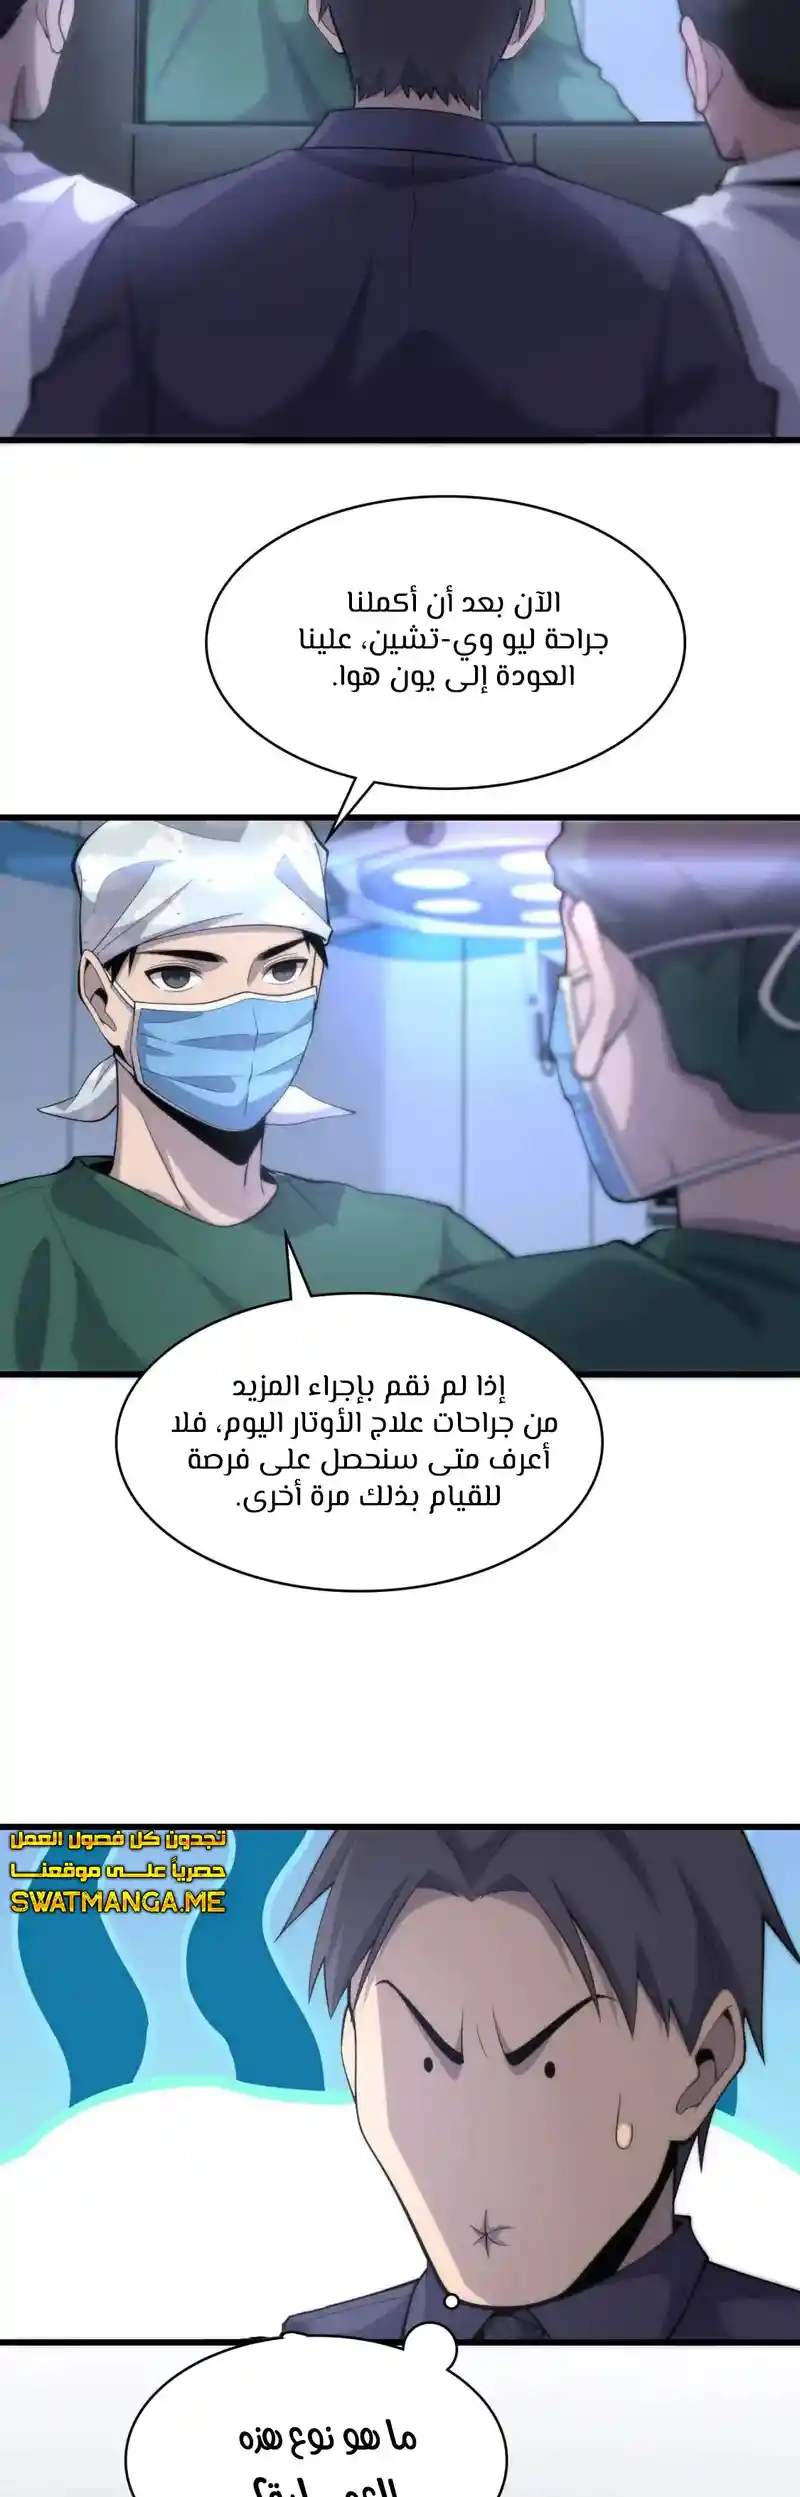 الآن بعد أن أكملنا
جراحة ليو وي-تشين، علينا
العودة إلى يون هوا.
إذا لم نقم بإجراء المزيد
من جراحات علاج الأوتار اليوم، فلا
أعرف متى سنحصل على فرصة
للقيام بذلك مرة أخرى.
تجدون كل فصول العمل
حصرياً على موقعنا
SWATMANGA.ME
ما هو نوع هذه